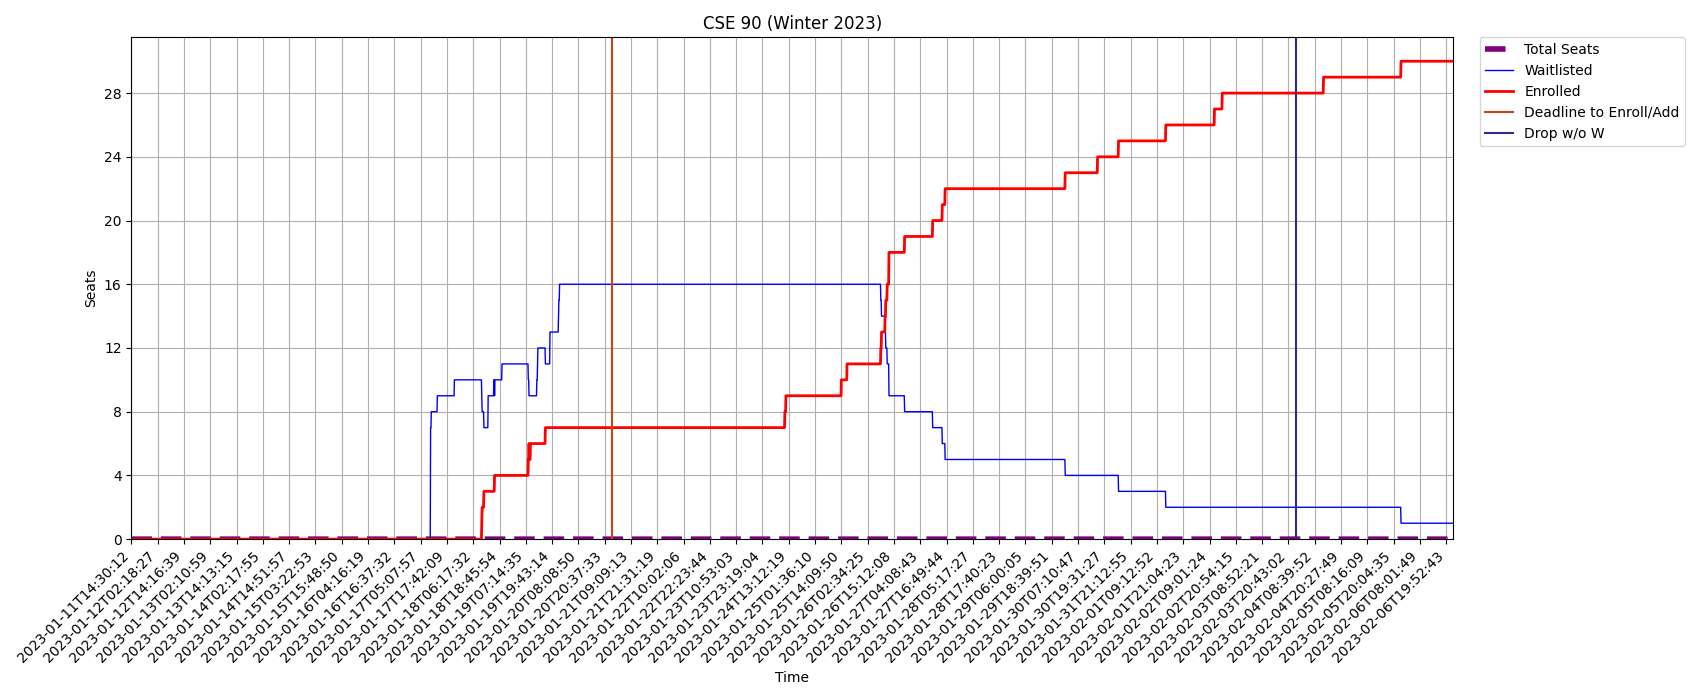 CSE 90 (Winter 2023)
Total Seats
Waitlisted
Enrolled
Deadline to Enroll/Add
Drop w/o W
Seats
28
24
20
16
12
8
4
0
2023-01-11T14:30:12
2023-01-12T02:18:27
2023-01-12T14:16:39
2023-01-13T02:10:59
2023-01-13T14:13:15
2023-01-14T02:17:55
2023-01-14T14:51:57
2023-01-15T03:22:53
2023-01-15T15:48:50
2023-01-16T04:16:19
2023-01-16T16:37:32
2023-01-17T05:07:57
2023-01-17T17:42:09
2023-01-18T06:17:32
2023-01-18T18:45:54
2023-01-19T07:14:35
2023-01-19T19:43:14
2023-01-20T08:08:50
2023-01-20T20:37:33
2023-01-21T09:09:13
2023-01-21T21:31:19
2023-01-22T10:02:06
2023-01-22T22:23:44
2023-01-23T10:53:03
2023-01-23T23:19:04
2023-01-24T13:12:19
2023-01-25T01:36:10
2023-01-25T14:09:50
2023-01-26T02:34:25
2023-01-26T15:12:08
2023-01-27T04:08:43
2023-01-27T16:49:44
2023-01-28T05:17:27
2023-01-28T17:40:23
2023-01-29T06:00:05
2023-01-29T18:39:51
2023-01-30T07:10:47
2023-01-30T19:31:27
2023-01-31T21:12:55
2023-02-01T09:12:52
2023-02-01T21:04:23
2023-02-02T09:01:24
2023-02-02T20:54:15
2023-02-03T08:52:21
2023-02-03T20:43:02
2023-02-04T08:39:52
2023-02-04T20:27:49
2023-02-05T08:16:09
2023-02-05T20:04:35
2023-02-06T08:01:49
2023-02-06T19:52:43
Time